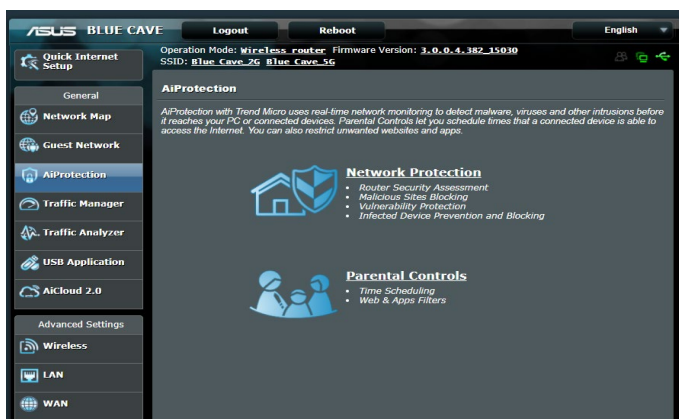 ASUS BLUE CAVE
Logout
Reboot
English
Quick Internet
Setup
Operation Mode: Wireless router Firmware Version: 3.0.0.4.382_15030
SSID: Blue Cave_2G Blue Cave_5G
General
Network Map
Guest Network
AiProtection
Traffic Manager
Traffic Analyzer
USB Application
AiCloud 2.0
Advanced Settings
Wireless
LAN
WAN
AiProtection
AiProtection with Trend Micro uses real-time network monitoring to detect malware, viruses and other intrusions before
it reaches your PC or connected devices. Parental Controls let you schedule times that a connected device is able to
access the Internet. You can also restrict unwanted websites and apps.
Network Protection
• Router Security Assessment
• Malicious Sites Blocking
• Vulnerability Protection
• Infected Device Prevention and Blocking
Parental Controls
• Time Scheduling
• Web & Apps Filters